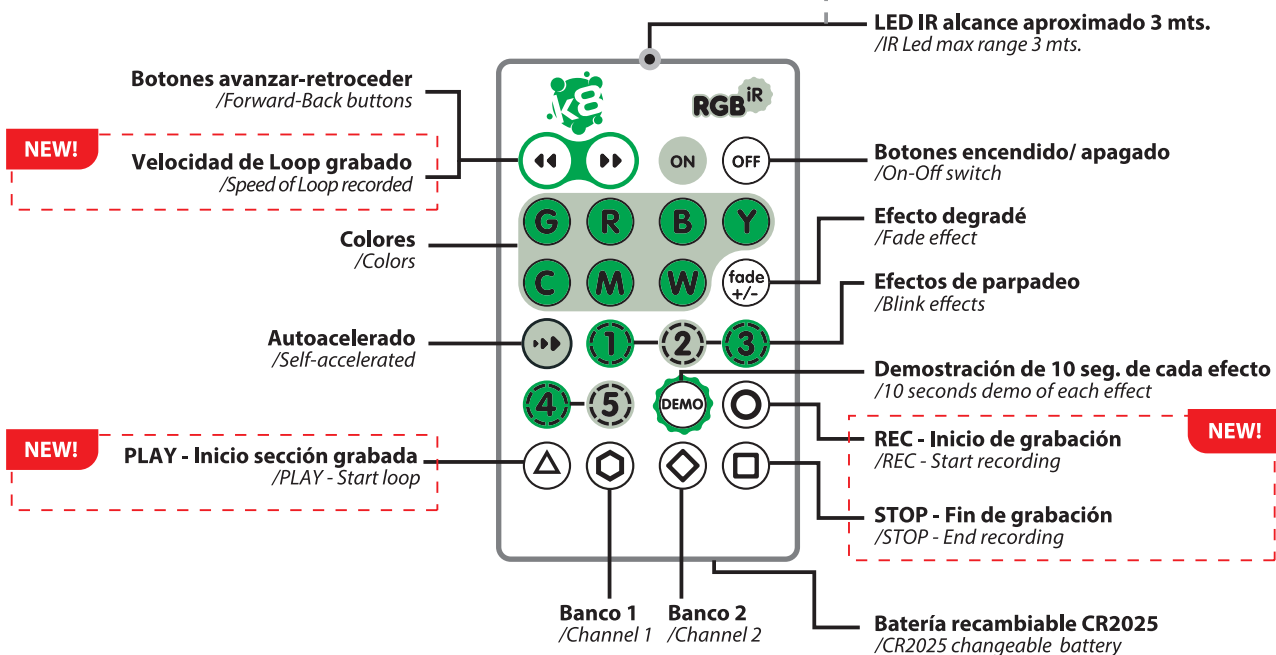 LED IR alcance aproximado 3 mts.
/IR Led max range 3 mts.
Botones avanzar-retroceder
/Forward-Back buttons
k8
RGB iR
NEW!
Velocidad de Loop grabado
/Speed of Loop recorded
ON
OFF
Botones encendido/ apagado
/On-Off switch
G R B Y
Colores
/Colors
Efecto degradé
/Fade effect
C M W fade
+/-
Efectos de parpadeo
/Blink effects
Autoacelerado
/Self-accelerated
1 2 3
Demostración de 10 seg. de cada efecto
/10 seconds demo of each effect
4 5 DEMO
NEW!
REC - Inicio de grabación
/REC - Start recording
NEW!
PLAY - Inicio sección grabada
/PLAY - Start loop
STOP - Fin de grabación
/STOP - End recording
Banco 1
/Channel 1
Banco 2
/Channel 2
Batería recambiable CR2025
/CR2025 changeable battery